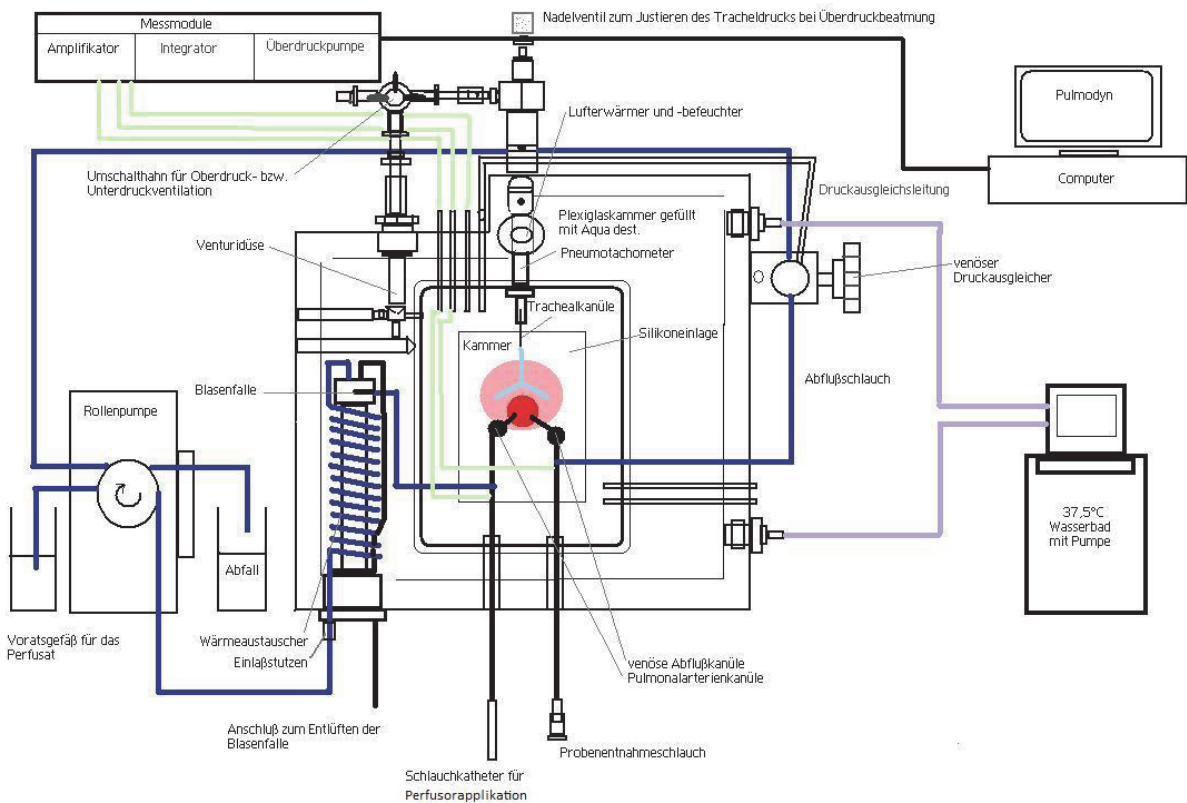 Nadelventil zum Justieren des Tracheldrucks bei Überdruckbeatmung
Messmodule
Amplifikator
Integrator
Überdruckpumpe
Pulmodyn
Computer
Lufterwärmer und -befeuchter
Umschalthahn für Oberdruck- bzw.
Unterdruckventilation
Druckausgleichsleitung
Plexiglaskammer gefüllt
mit Aqua dest.
Pneumotachometer
Venturidüse
venöser
Druckausgleicher
Trachealkanüle
Silikoneinlage
Kammer
Blasenfalle
Abflußschlauch
Rollenpumpe
37,5°C
Wasserbad
mit Pumpe
Abfall
Voratsgefäß für das
Perfusat
Wärmeaustauscher
Einlaßstutzen
venöse Abflußkanüle
Pulmonalarterienkanüle
Anschluß zum Entlüften der
Blasenfalle
Probenentnahmeschlauch
Schlauchkatheter für
Perfusorapplikation